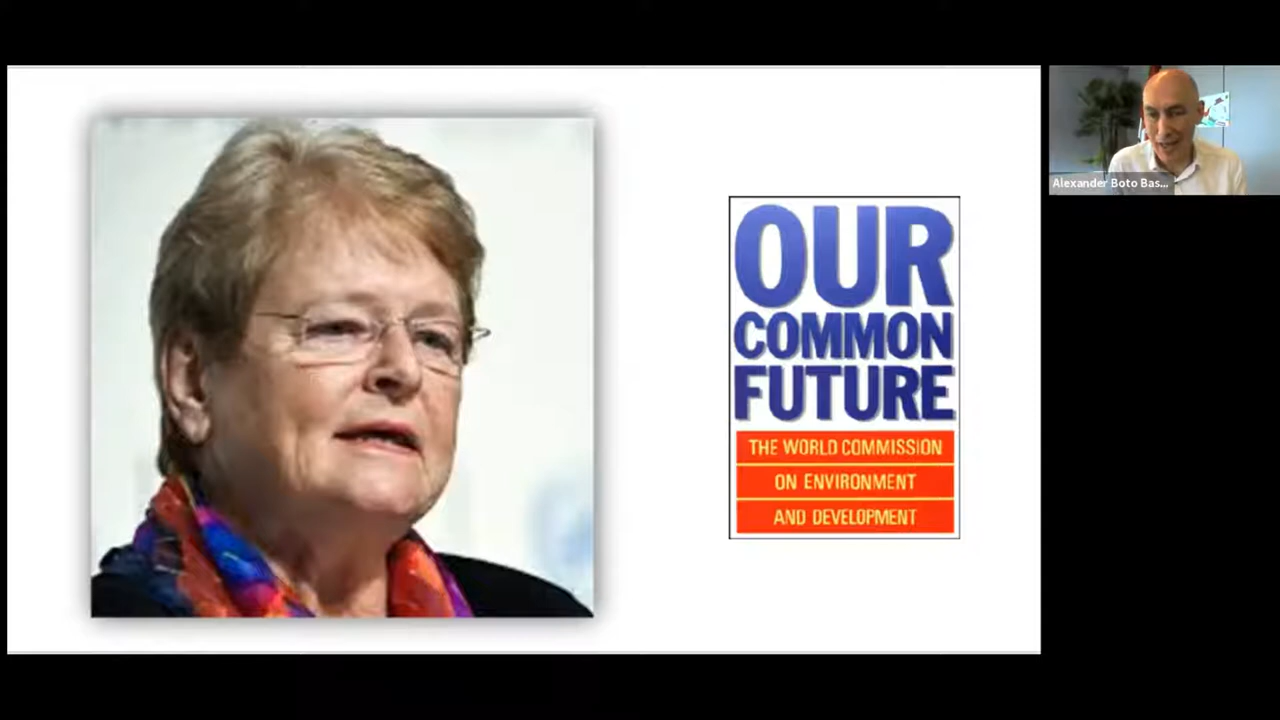 OUR
COMMON
FUTURE
THE WORLD COMMISSION
ON ENVIRONMENT
AND DEVELOPMENT
Alexander Boto Bas...